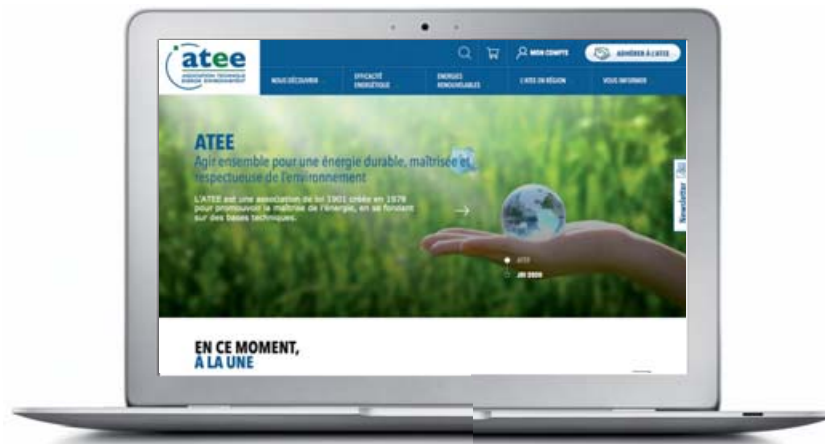 atee
ASSOCIATION TECHNIQUE
ÉNERGIE ENVIRONNEMENT
MON COMPTE
ADHÉRER À L'ATEE
NOUS DÉCOUVRIR
EFFICACITÉ
ÉNERGÉTIQUE
ENERGIES
RENOUVELABLES
L'ATEE EN RÉGION
VOUS INFORMER
ATEE
Agir ensemble pour une énergie durable, maîtrisée et
respectueuse de l'environnement
L'ATEE est une association de loi 1901 créée en 1978
pour promouvoir la maîtrise de l'énergie, en se fondant
sur des bases techniques.
Newsletter
ATEE
EN CE MOMENT,
À LA UNE